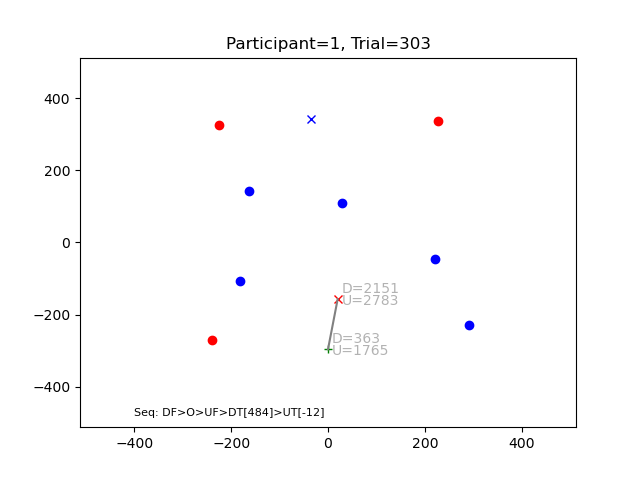 Participant=1, Trial=303
400
200
0
−200
−400
D=2151
U=2783
D=363
U=1765
Seq: DF>O>UF>DT[484]>UT[-12]
−400
−200
0
200
400